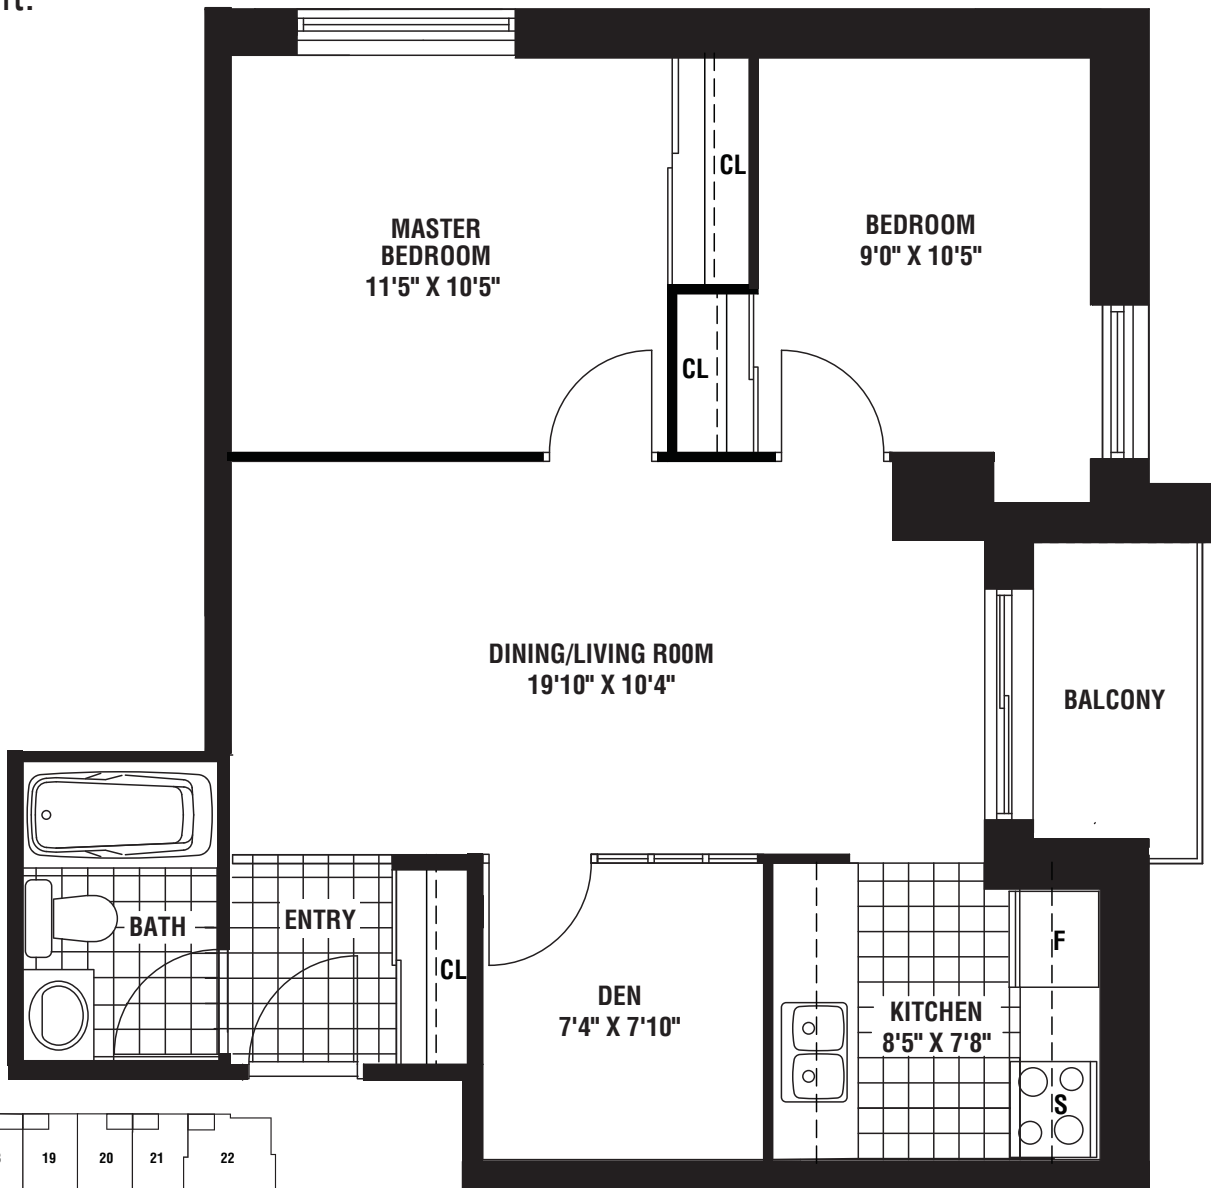 ft.
MASTER
BEDROOM
11'5" X 10'5"
CL
BEDROOM
9'0" X 10'5"
CL
DINING/LIVING ROOM
19'10" X 10'4"
BALCONY
BATH
ENTRY
CL
DEN
7'4" X 7'10"
KITCHEN
8'5" X 7'8"
F
S
19
20
21
22